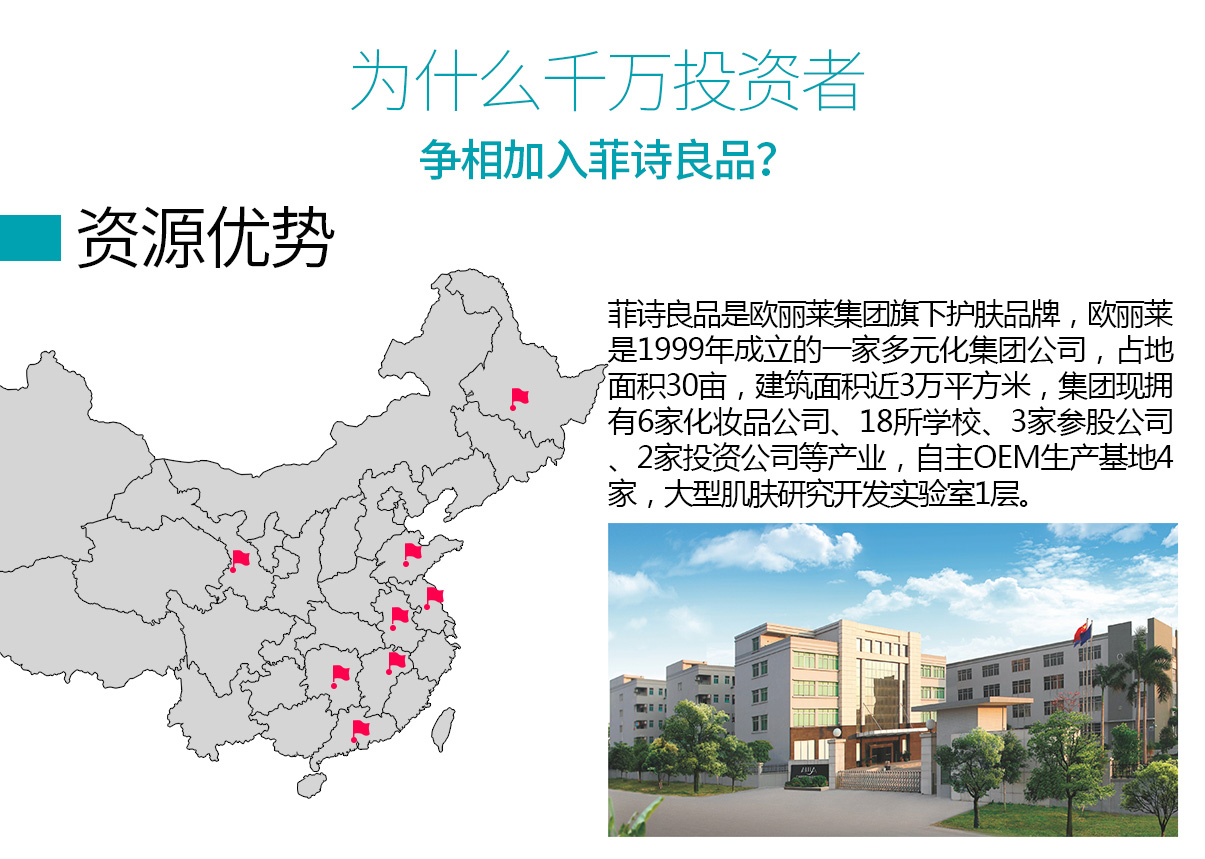 为什么千万投资者
争相加入菲诗良品？
资源优势
菲诗良品是欧丽莱集团旗下护肤品牌，欧丽莱
是1999年成立的一家多元化集团公司，占地
面积30亩，建筑面积近3万平方米，集团现拥
有6家化妆品公司、18所学校、3家参股公司
、2家投资公司等产业，自主OEM生产基地4
家，大型肌肤研究开发实验室1层。